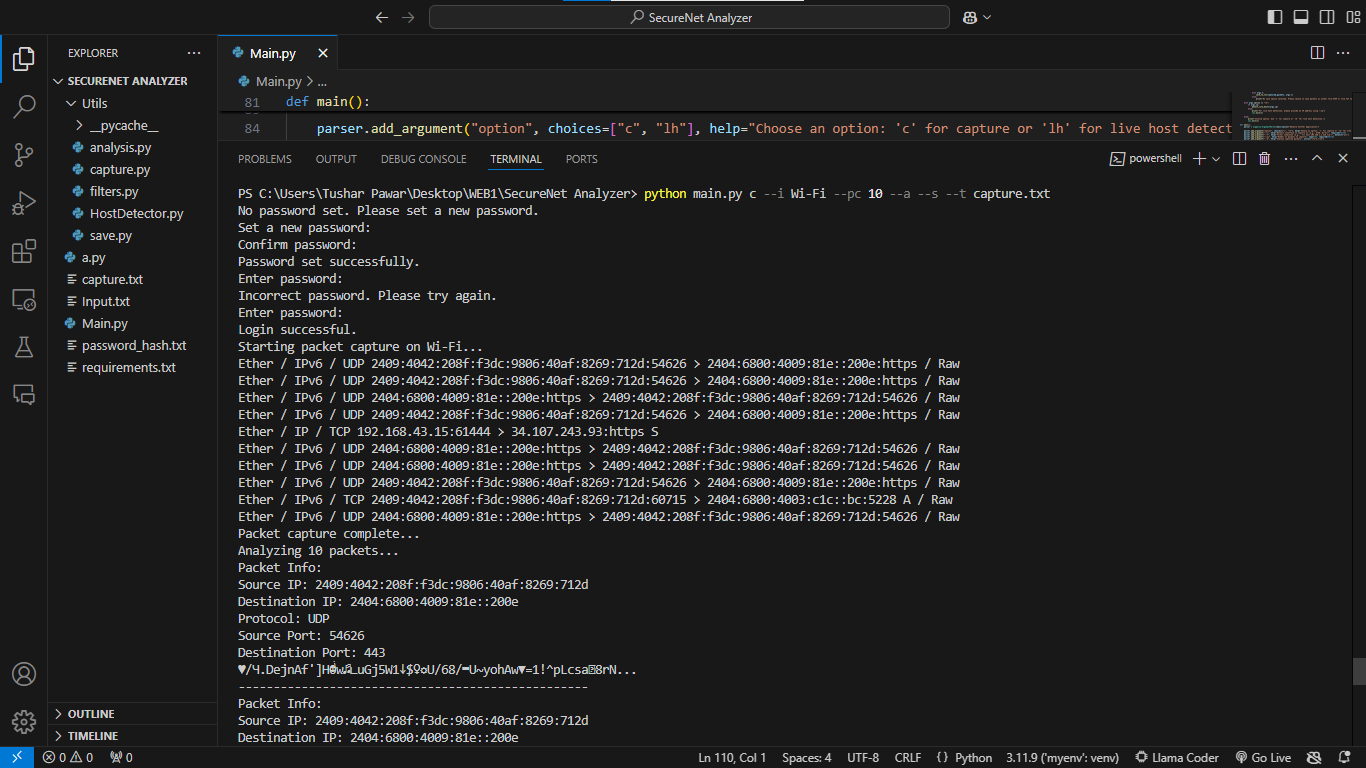 SecureNet Analyzer
EXPLORER
SECURENET ANALYZER
Utils
__pycache__
analysis.py
capture.py
filters.py
HostDetector.py
save.py
a.py
capture.txt
Input.txt
Main.py
password_hash.txt
requirements.txt
OUTLINE
TIMELINE
Main.py
Main.py > ...
81 def main():
84 parser.add_argument("option", choices=["c", "lh"], help="Choose an option: 'c' for capture or 'lh' for live host detect
PROBLEMS OUTPUT DEBUG CONSOLE TERMINAL PORTS
powershell
PS C:\Users\Tushar Pawar\Desktop\WEB1\SecureNet Analyzer> python main.py c --i Wi-Fi --pc 10 --a --s --t capture.txt
No password set. Please set a new password.
Set a new password:
Confirm password:
Password set successfully.
Enter password:
Incorrect password. Please try again.
Enter password:
Login successful.
Starting packet capture on Wi-Fi...
Ether / IPv6 / UDP 2409:4042:208f:f3dc:9806:40af:8269:712d:54626 > 2404:6800:4009:81e::200e:https / Raw
Ether / IPv6 / UDP 2409:4042:208f:f3dc:9806:40af:8269:712d:54626 > 2404:6800:4009:81e::200e:https / Raw
Ether / IPv6 / UDP 2404:6800:4009:81e::200e:https > 2409:4042:208f:f3dc:9806:40af:8269:712d:54626 / Raw
Ether / IPv6 / UDP 2409:4042:208f:f3dc:9806:40af:8269:712d:54626 > 2404:6800:4009:81e::200e:https / Raw
Ether / IP / TCP 192.168.43.15:61444 > 34.107.243.93:https S
Ether / IPv6 / UDP 2404:6800:4009:81e::200e:https > 2409:4042:208f:f3dc:9806:40af:8269:712d:54626 / Raw
Ether / IPv6 / UDP 2404:6800:4009:81e::200e:https > 2409:4042:208f:f3dc:9806:40af:8269:712d:54626 / Raw
Ether / IPv6 / UDP 2409:4042:208f:f3dc:9806:40af:8269:712d:54626 > 2404:6800:4009:81e::200e:https / Raw
Ether / IPv6 / TCP 2409:4042:208f:f3dc:9806:40af:8269:712d:60715 > 2404:6800:4003:c1c::bc:5228 A / Raw
Ether / IPv6 / UDP 2404:6800:4009:81e::200e:https > 2409:4042:208f:f3dc:9806:40af:8269:712d:54626 / Raw
Packet capture complete...
Analyzing 10 packets...
Packet Info:
Source IP: 2409:4042:208f:f3dc:9806:40af:8269:712d
Destination IP: 2404:6800:4009:81e::200e
Protocol: UDP
Source Port: 54626
Destination Port: 443
--------------------------------------------------
Packet Info:
Source IP: 2409:4042:208f:f3dc:9806:40af:8269:712d
Destination IP: 2404:6800:4009:81e::200e
0 0 0 Ln 110, Col 1 Spaces: 4 UTF-8 CRLF {} Python 3.11.9 ('myenv': venv) Llama Coder Go Live